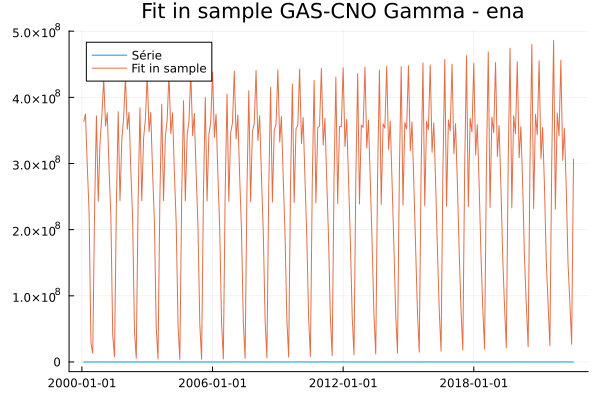 Fit in sample GAS-CNO Gamma - ena
5.0×10⁸
Série
Fit in sample
4.0×10⁸
3.0×10⁸
2.0×10⁸
1.0×10⁸
0
2000-01-01 2006-01-01 2012-01-01 2018-01-01